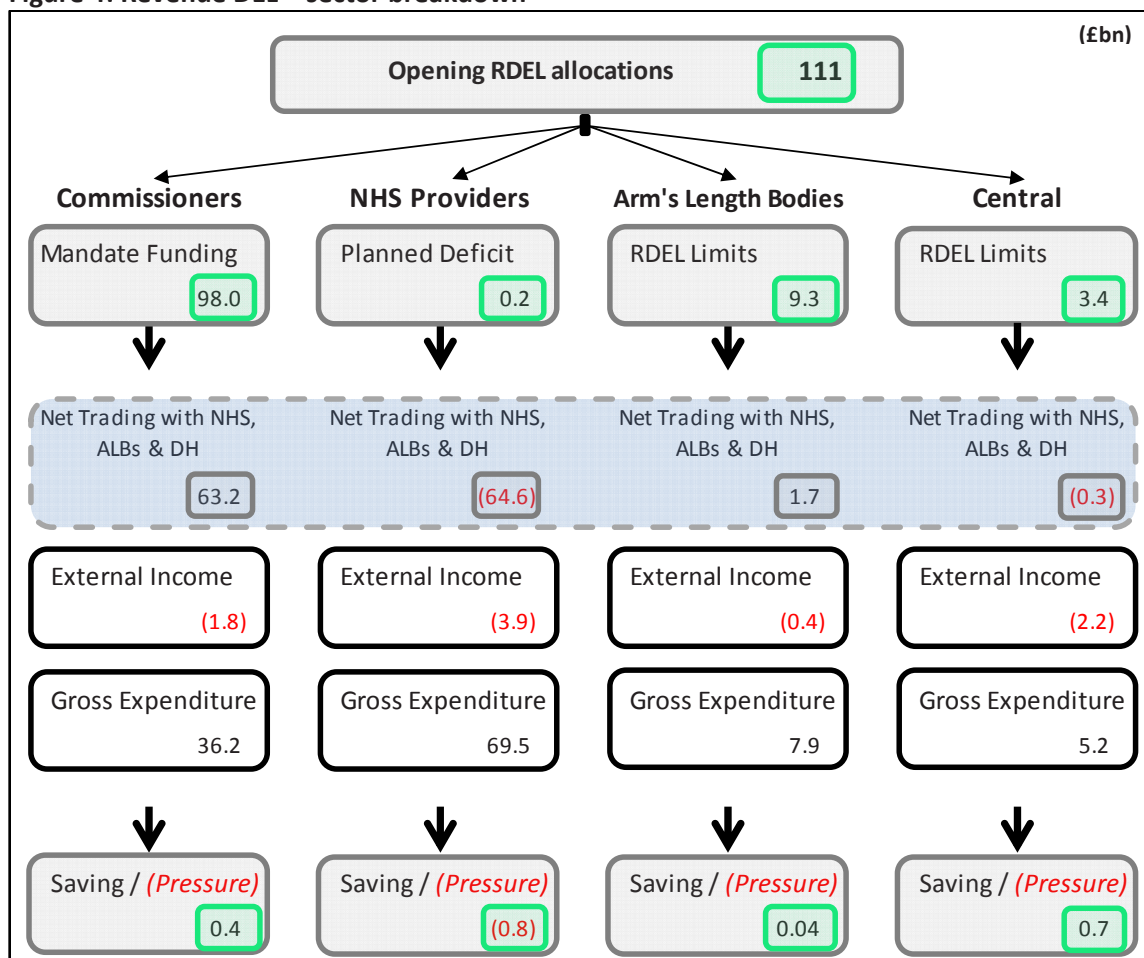 (£bn)
Opening RDEL allocations 111
Commissioners NHS Providers Arm's Length Bodies Central
Mandate Funding Planned Deficit RDEL Limits RDEL Limits
98.0 0.2 9.3 3.4
Net Trading with NHS, Net Trading with NHS, Net Trading with NHS, Net Trading with NHS,
ALBs & DH ALBs & DH ALBs & DH ALBs & DH
63.2 (64.6) 1.7 (0.3)
External Income External Income External Income External Income
(1.8) (3.9) (0.4) (2.2)
Gross Expenditure Gross Expenditure Gross Expenditure Gross Expenditure
36.2 69.5 7.9 5.2
Saving / (Pressure) Saving / (Pressure) Saving / (Pressure) Saving / (Pressure)
0.4 (0.8) 0.04 0.7